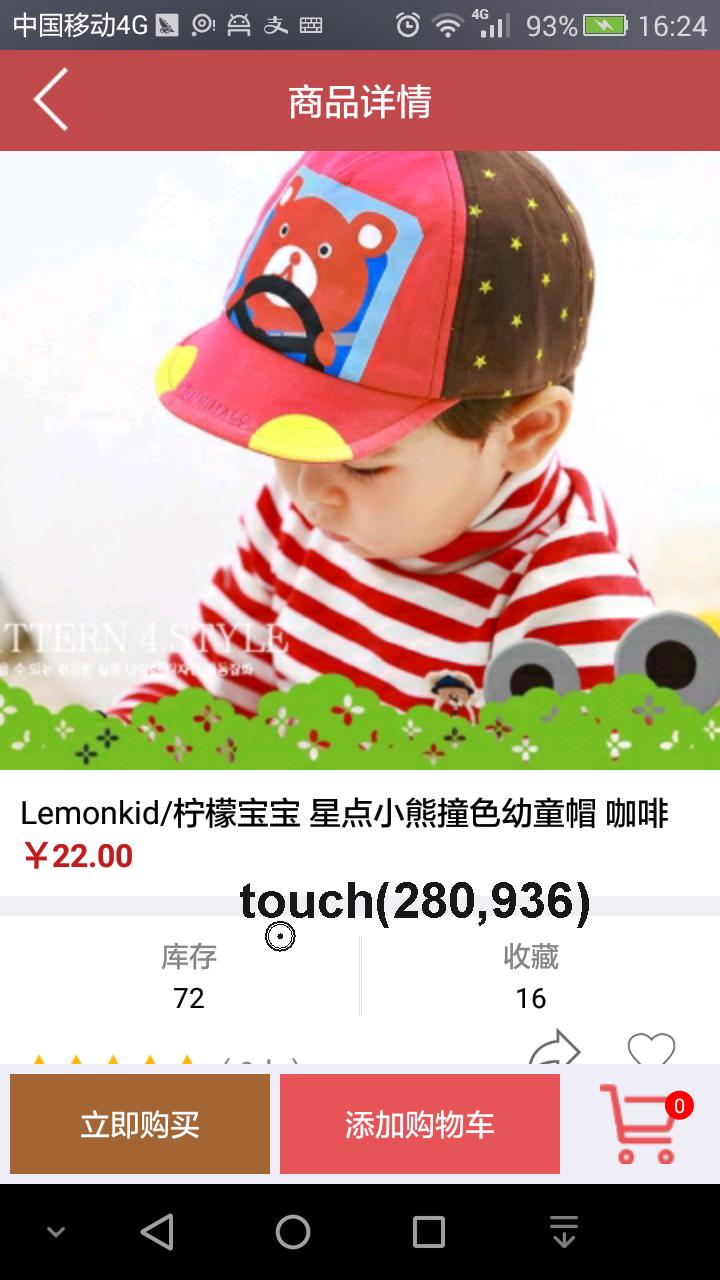 中国移动4G 4G 93% 16:24
商品详情
TTERN 4 STYLE
Lemonkid/柠檬宝宝 星点小熊撞色幼童帽 咖啡
￥22.00
touch(280,936)
库存 收藏
72 16
立即购买 添加购物车 0